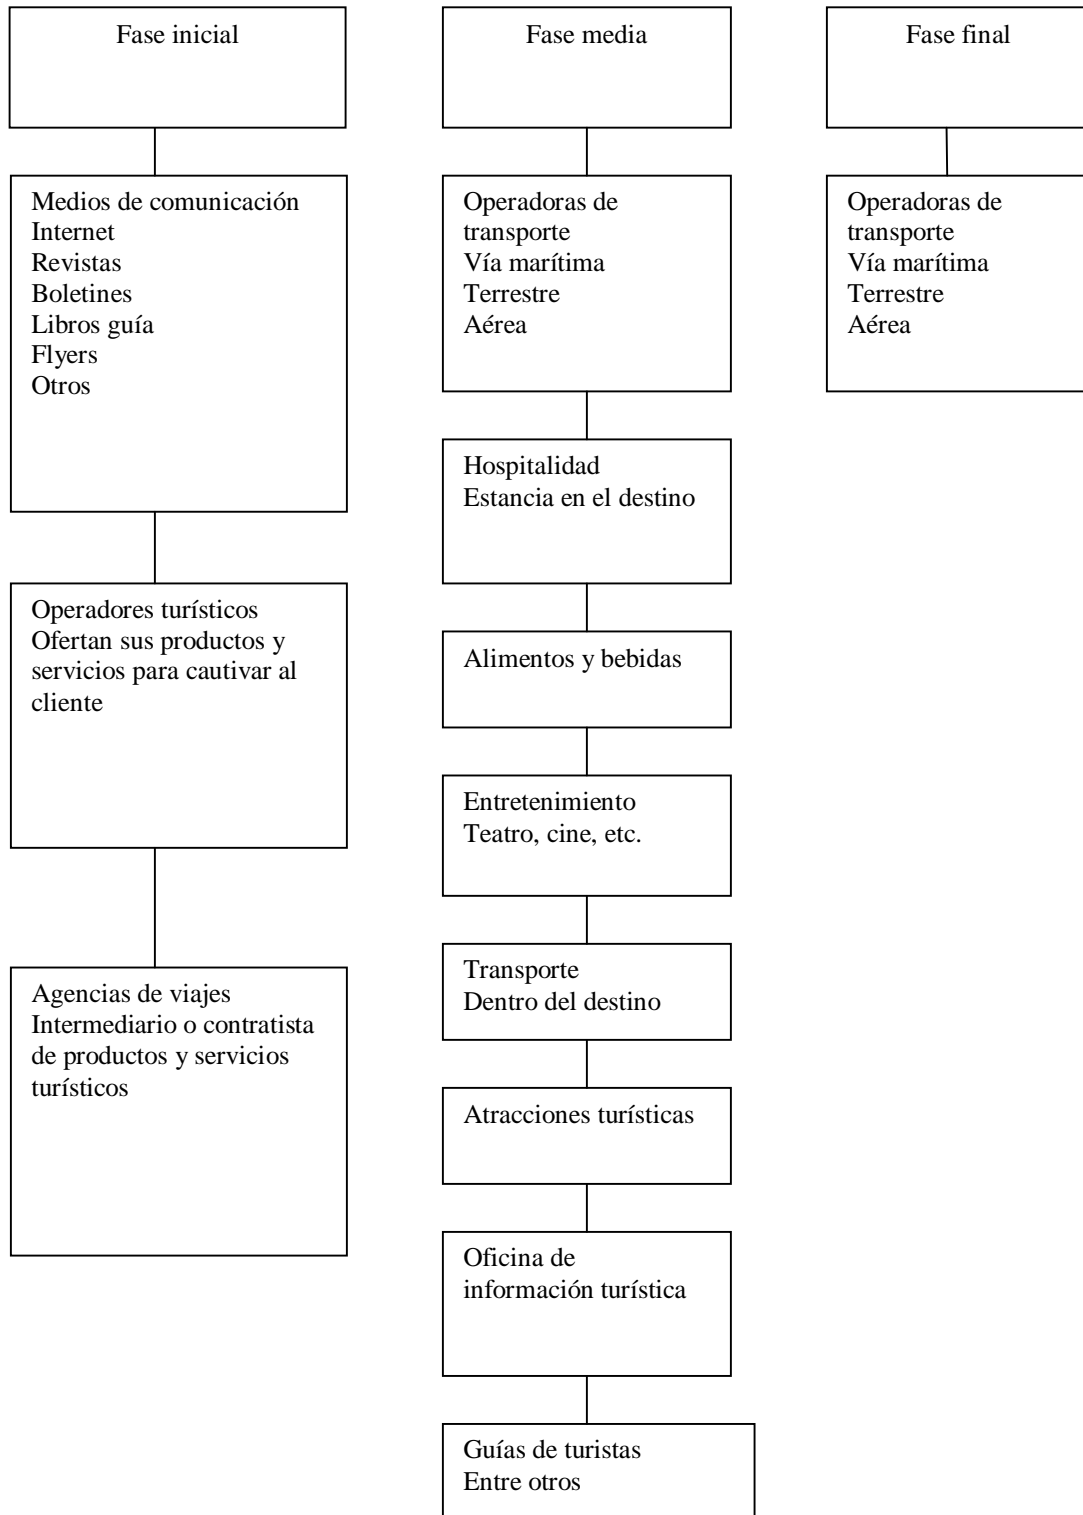 Fase inicial
Medios de comunicación
Internet
Revistas
Boletines
Libros guía
Flyers
Otros
Operadores turísticos
Ofertan sus productos y
servicios para cautivar al
cliente
Agencias de viajes
Intermediario o contratista
de productos y servicios
turísticos
Fase media
Operadoras de
transporte
Vía marítima
Terrestre
Aérea
Hospitalidad
Estancia en el destino
Alimentos y bebidas
Entretenimiento
Teatro, cine, etc.
Transporte
Dentro del destino
Atracciones turísticas
Oficina de
información turística
Guías de turistas
Entre otros
Fase final
Operadoras de
transporte
Vía marítima
Terrestre
Aérea